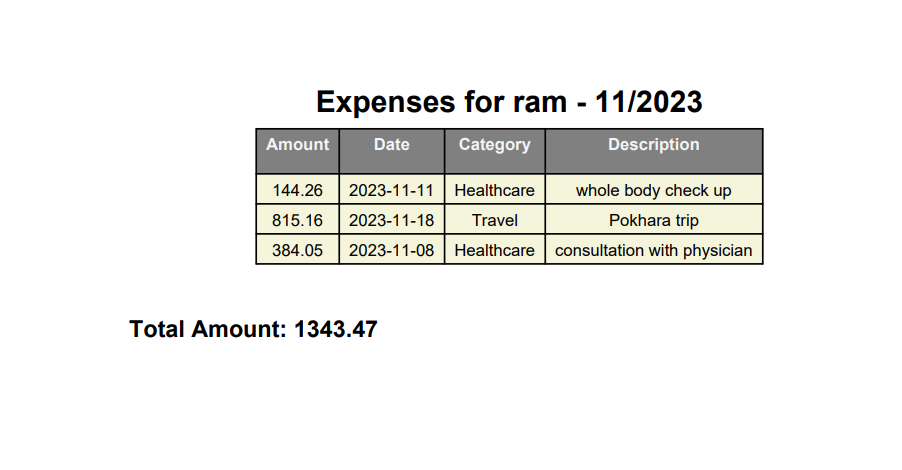 Expenses for ram - 11/2023
Amount Date Category Description
144.26 2023-11-11 Healthcare whole body check up
815.16 2023-11-18 Travel Pokhara trip
384.05 2023-11-08 Healthcare consultation with physician
Total Amount: 1343.47